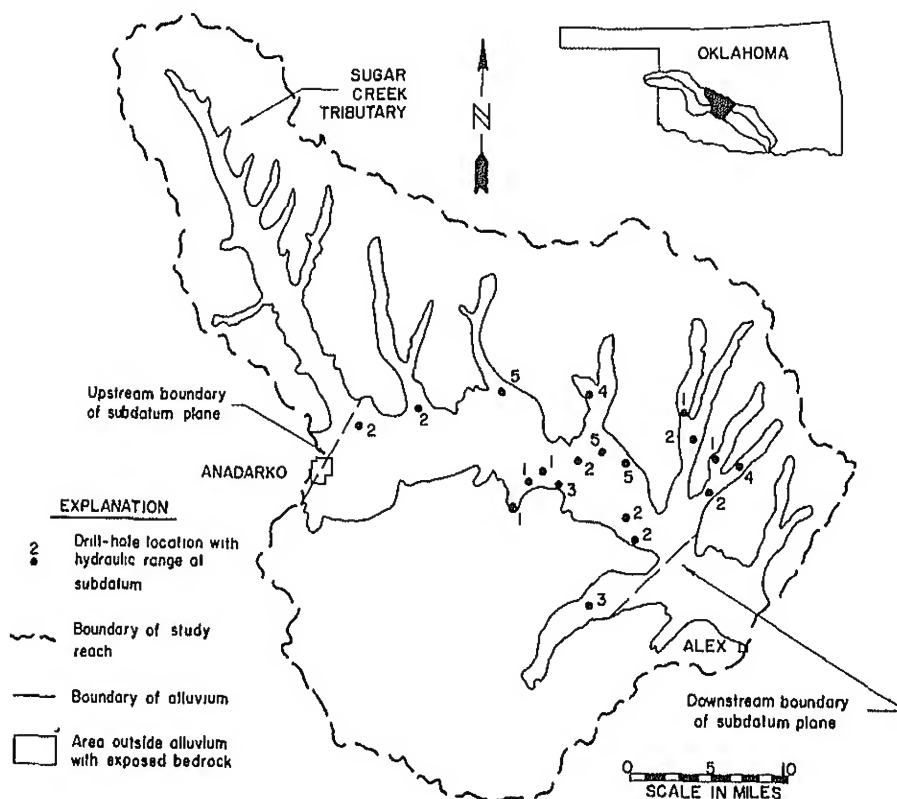 OKLAHOMA
SUGAR
CREEK
TRIBUTARY
N
5
4
1
Upstream boundary
of subdatum plane
2
2
2
1
5
2
5
4
ANADARKO
1
1
3
2
1
EXPLANATION
2
2
2
Drill-hole location with
hydraulic range at
subdatum
3
Boundary of study
reach
ALEX
Boundary of alluvium
Downstream boundary
of subdatum plane
Area outside alluvium
with exposed bedrock
0 5 10
SCALE IN MILES